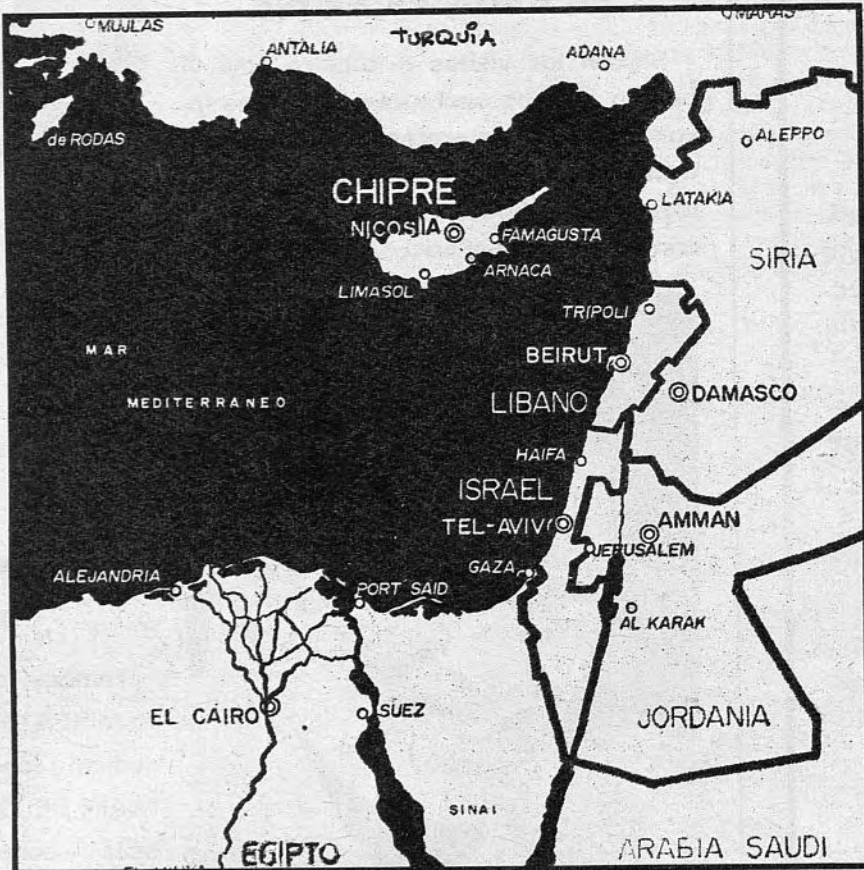 MUJLAS
TURQUIA
MARAS
ANTALIA
ADANA
de RODAS
ALEPPO
CHIPRE
LATAKIA
NICOSIA
FAMAGUSTA
ARNACA
SIRIA
LIMASOL
TRIPOLI
MAR
BEIRUT
MEDITERRANEO
LIBANO
DAMASCO
HAIFA
ISRAEL
TEL-AVIV
AMMAN
JERUSALEM
GAZA
ALEJANDRIA
PORT SAID
AL KARAK
EL CAIRO
SUEZ
JORDANIA
SINAI
EGIPTO
ARABIA SAUDI